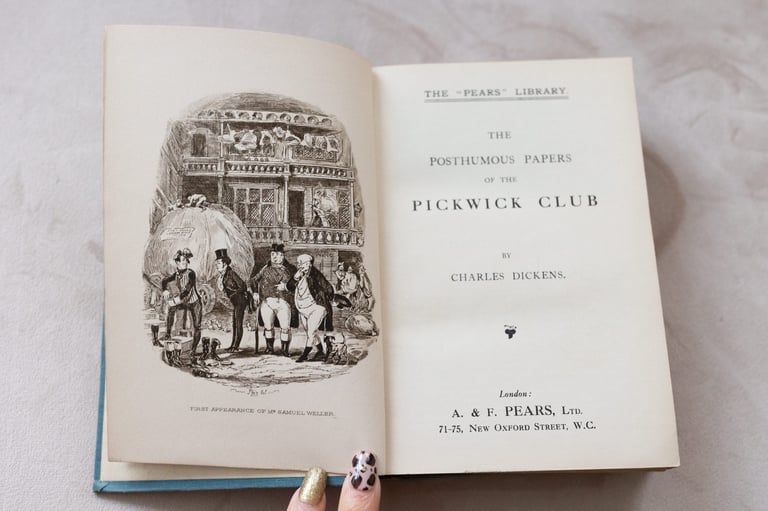 FIRST APPEARANCE OF Mr SAMUEL WELLER.
THE "PEARS" LIBRARY.
THE
POSTHUMOUS PAPERS
OF THE
PICKWICK CLUB
BY
CHARLES DICKENS.
London:
A. & F. PEARS, LTD.
71-75, NEW OXFORD STREET, W.C.